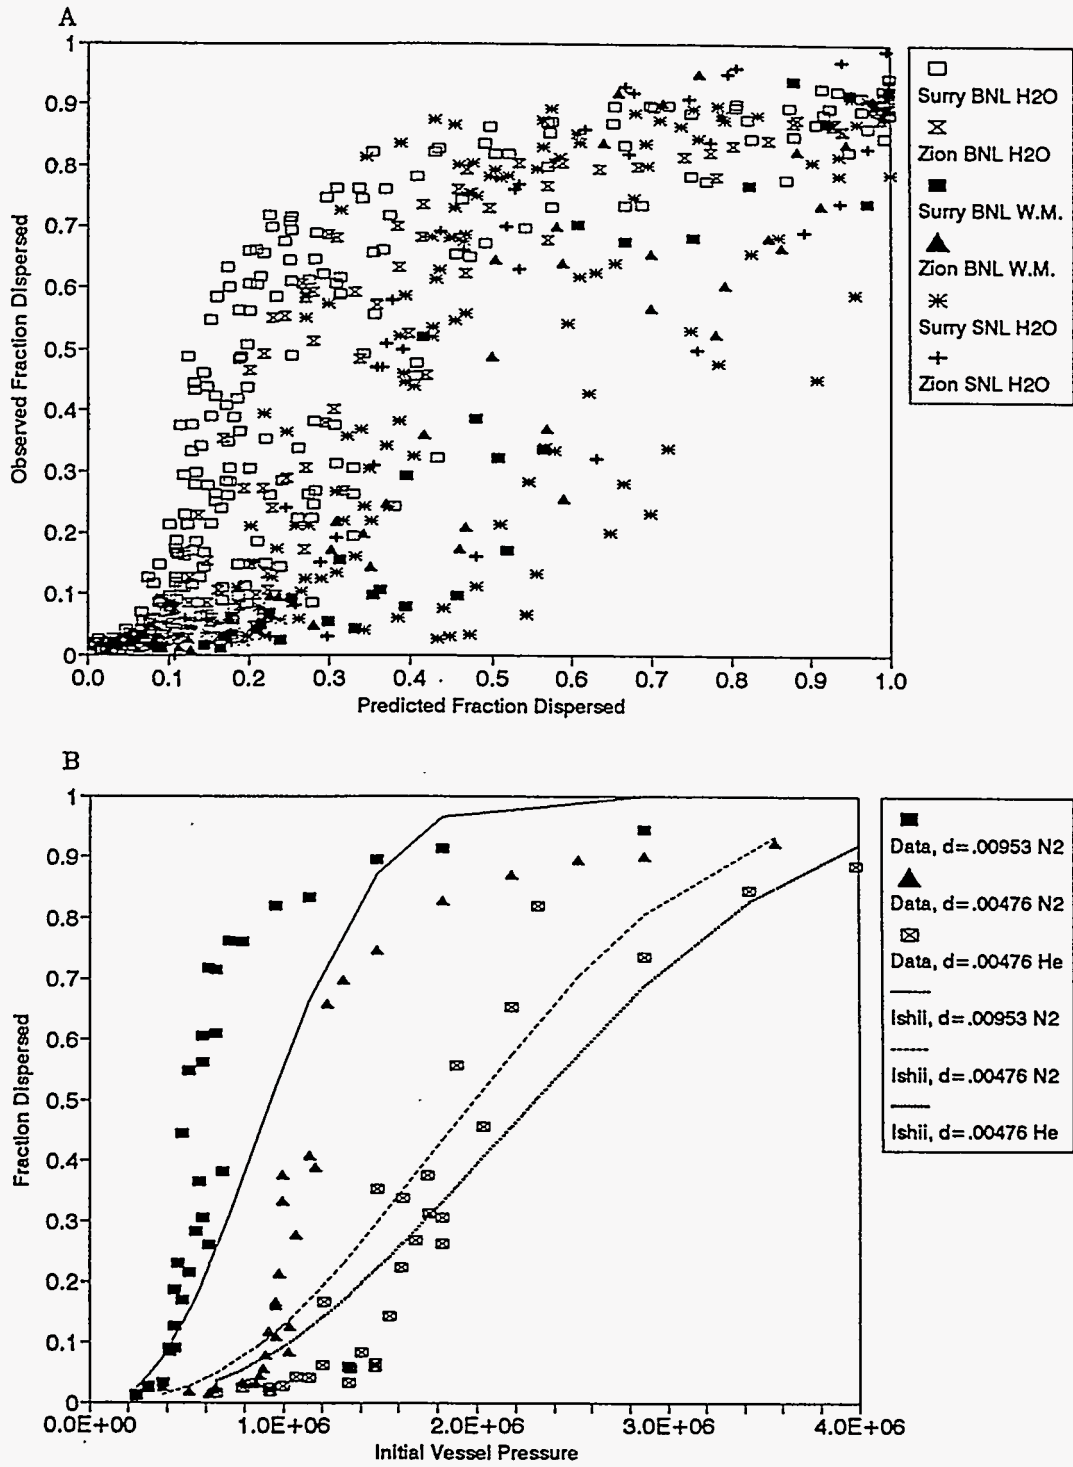 A
1
0.9
0.8
0.7
0.6
0.5
0.4
0.3
0.2
0.1
0
Observed Fraction Dispersed
0.0 0.1 0.2 0.3 0.4 0.5 0.6 0.7 0.8 0.9 1.0
Predicted Fraction Dispersed
Surry BNL H2O
Zion BNL H2O
Surry BNL W.M.
Zion BNL W.M.
Surry SNL H2O
Zion SNL H2O
B
1
0.9
0.8
0.7
0.6
0.5
0.4
0.3
0.2
0.1
0
Fraction Dispersed
0.0E+00 1.0E+06 2.0E+06 3.0E+06 4.0E+06
Initial Vessel Pressure
Data, d=.00953 N2
Data, d=.00476 N2
Data, d=.00476 He
Ishii, d=.00953 N2
Ishii, d=.00476 N2
Ishii, d=.00476 He